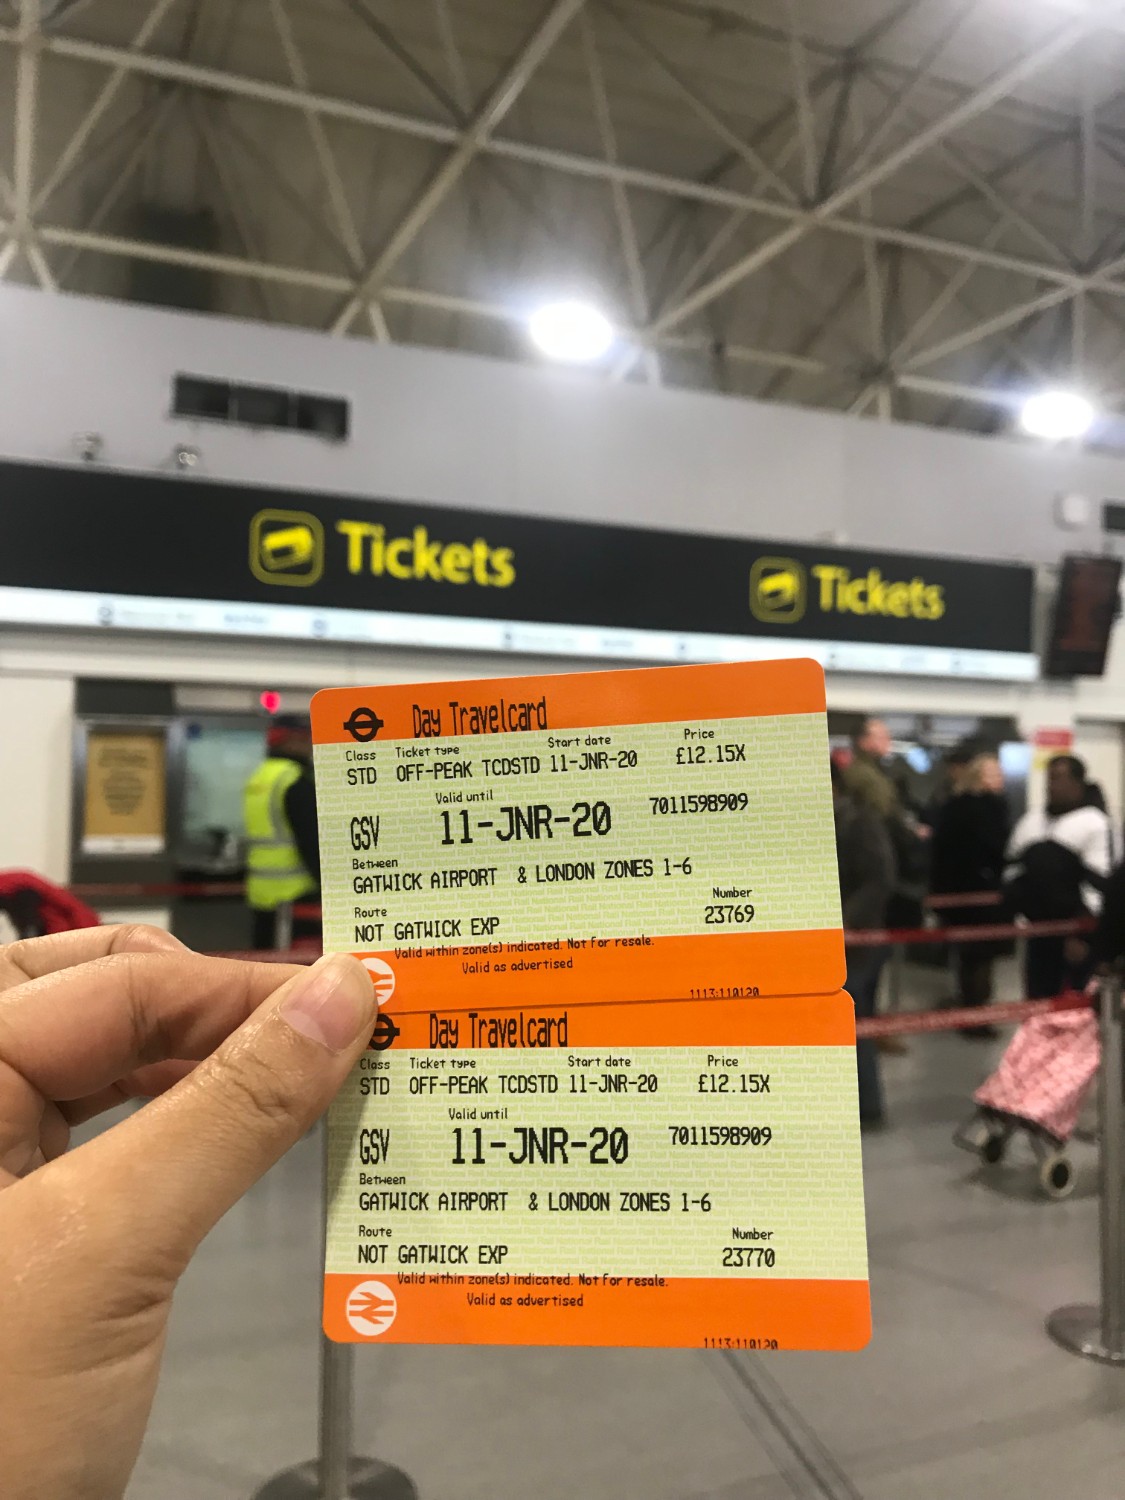 Tickets
Tickets
Day Travelcard
Class Ticket type Start date Price
STD OFF-PEAK TCDSTD 11-JNR-20 £12.15X
Valid until
GSV 11-JNR-20 7011598909
Between
GATWICK AIRPORT & LONDON ZONES 1-6
Route Number
NOT GATWICK EXP 23769
Valid within zone(s) indicated. Not for resale.
Valid as advertised
1113:110120
Day Travelcard
Class Ticket type Start date Price
STD OFF-PEAK TCDSTD 11-JNR-20 £12.15X
Valid until
GSV 11-JNR-20 7011598909
Between
GATWICK AIRPORT & LONDON ZONES 1-6
Route Number
NOT GATWICK EXP 23770
Valid within zone(s) indicated. Not for resale.
Valid as advertised
1113:110120